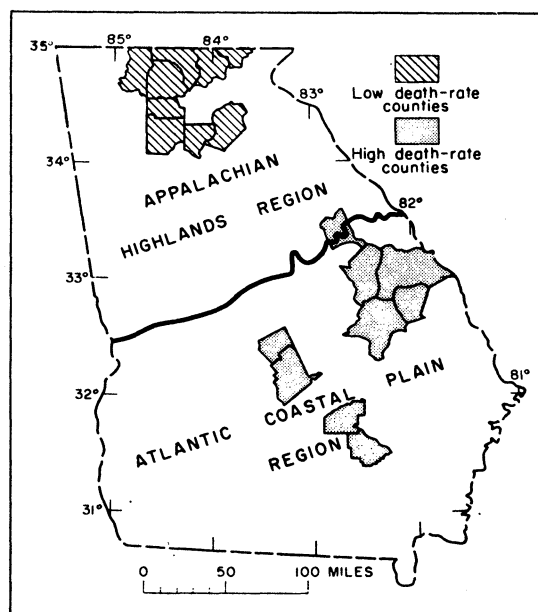 35°
85°
84°
83°
Low death-rate
counties
High death-rate
counties
34°
APPALACHIAN
HIGHLANDS REGION
82°
33°
32°
81°
ATLANTIC COASTAL PLAIN
REGION
31°
0 50 100 MILES